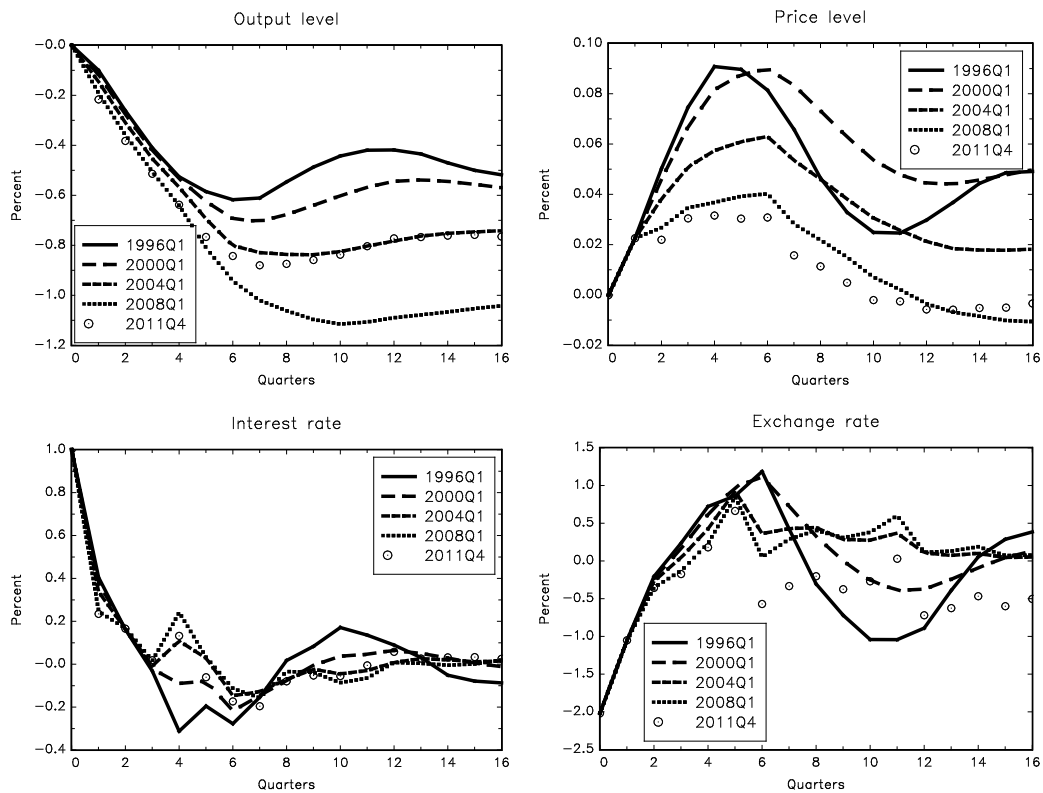 Output level
Percent
-0.0
-0.2
-0.4
-0.6
-0.8
-1.0
-1.2
1996Q1
2000Q1
2004Q1
2008Q1
2011Q4
0 2 4 6 8 10 12 14 16
Quarters
Price level
Percent
0.10
0.08
0.06
0.04
0.02
0.00
-0.02
1996Q1
2000Q1
2004Q1
2008Q1
2011Q4
0 2 4 6 8 10 12 14 16
Quarters
Interest rate
Percent
1.0
0.8
0.6
0.4
0.2
-0.0
-0.2
-0.4
1996Q1
2000Q1
2004Q1
2008Q1
2011Q4
0 2 4 6 8 10 12 14 16
Quarters
Exchange rate
Percent
1.5
1.0
0.5
0.0
-0.5
-1.0
-1.5
-2.0
-2.5
1996Q1
2000Q1
2004Q1
2008Q1
2011Q4
0 2 4 6 8 10 12 14 16
Quarters